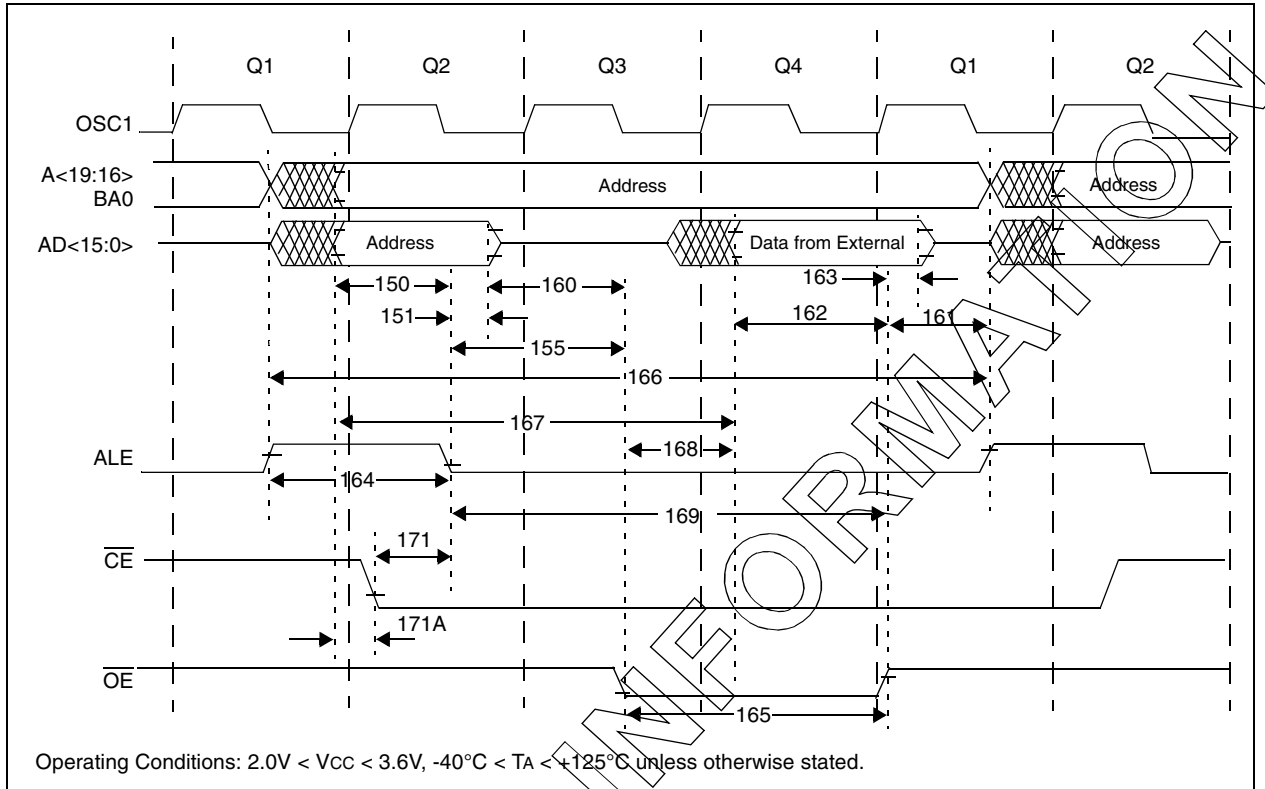 Q1 Q2 Q3 Q4 Q1 Q2
OSC1
A<19:16>
BA0
Address
Address
AD<15:0>
Address
Data from External
Address
150
160
163
151
162
161
155
166
167
ALE
168
164
169
CE
171
171A
OE
165
Operating Conditions: 2.0V < VCC < 3.6V, -40°C < TA < +125°C unless otherwise stated.
INFORMATION